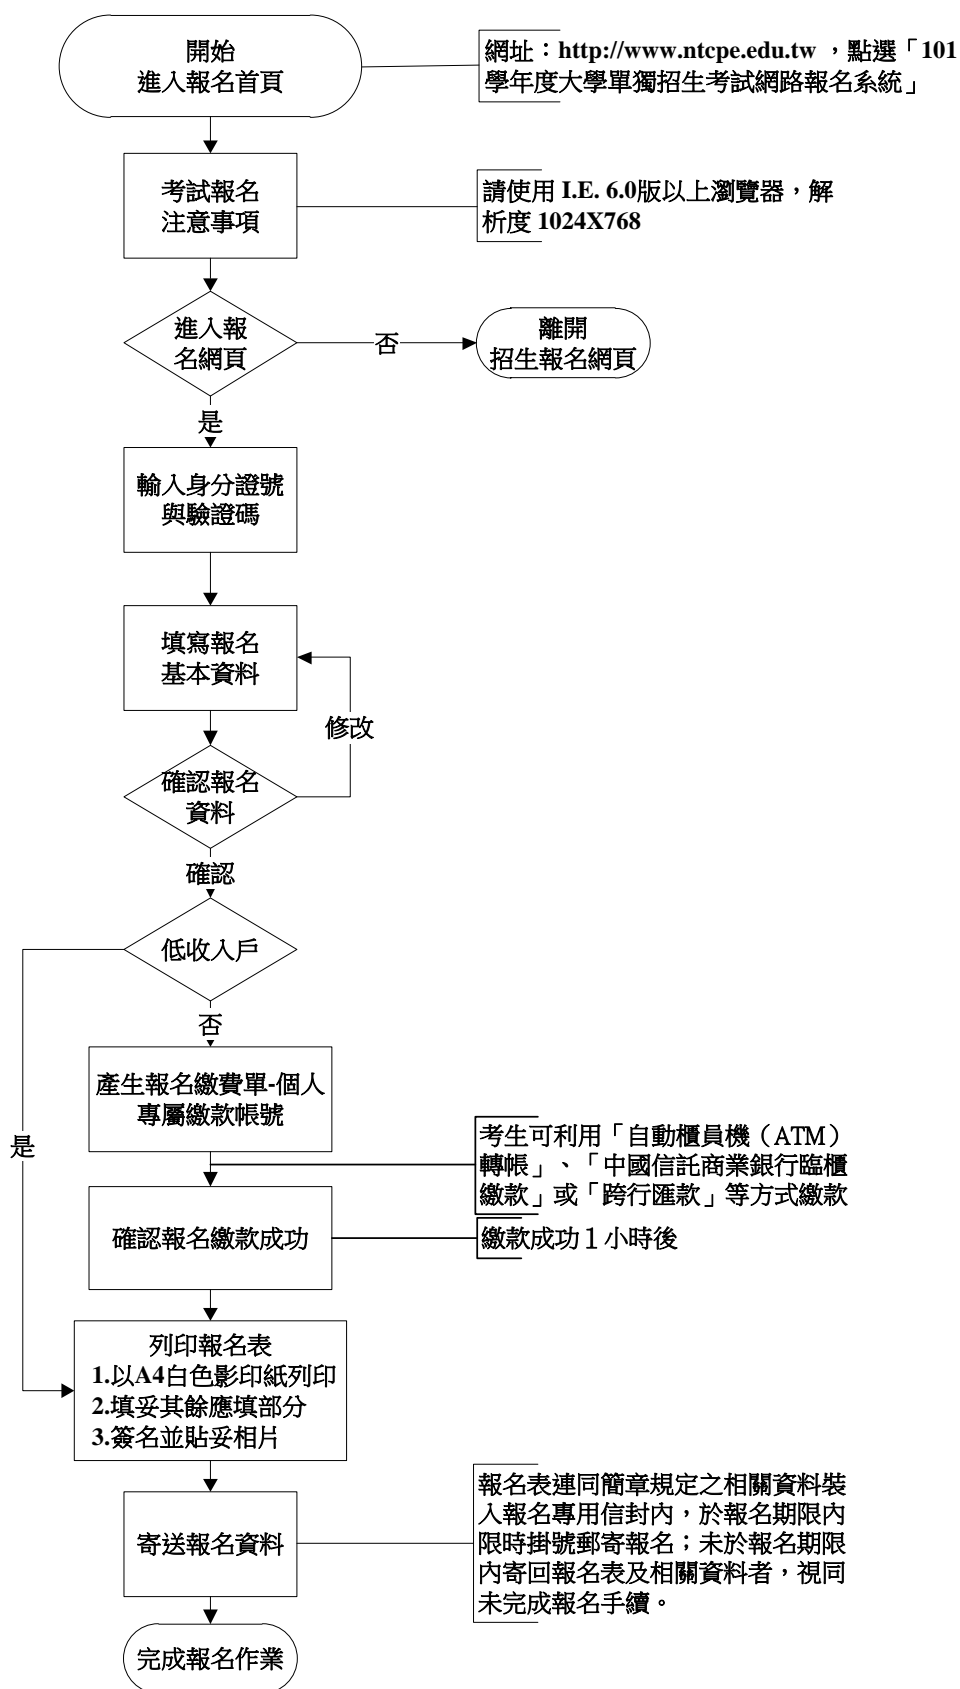 開始
進入報名首頁
網址：http://www.ntcpe.edu.tw ，點選「101
學年度大學單獨招生考試網路報名系統」
考試報名
注意事項
請使用 I.E. 6.0版以上瀏覽器，解
析度 1024X768
進入報
名網頁
否
離開
招生報名網頁
是
輸入身分證號
與驗證碼
填寫報名
基本資料
修改
確認報名
資料
確認
低收入戶
否
產生報名繳費單-個人
專屬繳款帳號
是
考生可利用「自動櫃員機（ATM）
轉帳」、「中國信託商業銀行臨櫃
繳款」或「跨行匯款」等方式繳款
確認報名繳款成功
繳款成功１小時後
列印報名表
1.以A4白色影印紙列印
2.填妥其餘應填部分
3.簽名並貼妥相片
寄送報名資料
報名表連同簡章規定之相關資料裝
入報名專用信封內，於報名期限內
限時掛號郵寄報名；未於報名期限
內寄回報名表及相關資料者，視同
未完成報名手續。
完成報名作業